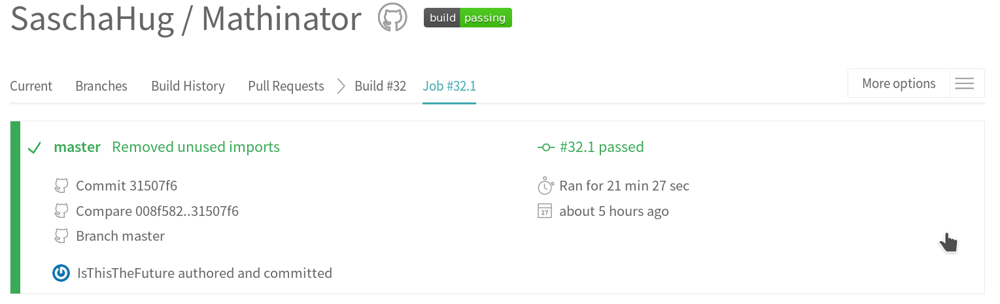 SaschaHug / Mathinator build passing
Current Branches Build History Pull Requests Build #32 Job #32.1 More options
master Removed unused imports #32.1 passed
Commit 31507f6 Ran for 21 min 27 sec
Compare 008f582..31507f6 27 about 5 hours ago
Branch master
IsThisTheFuture authored and committed